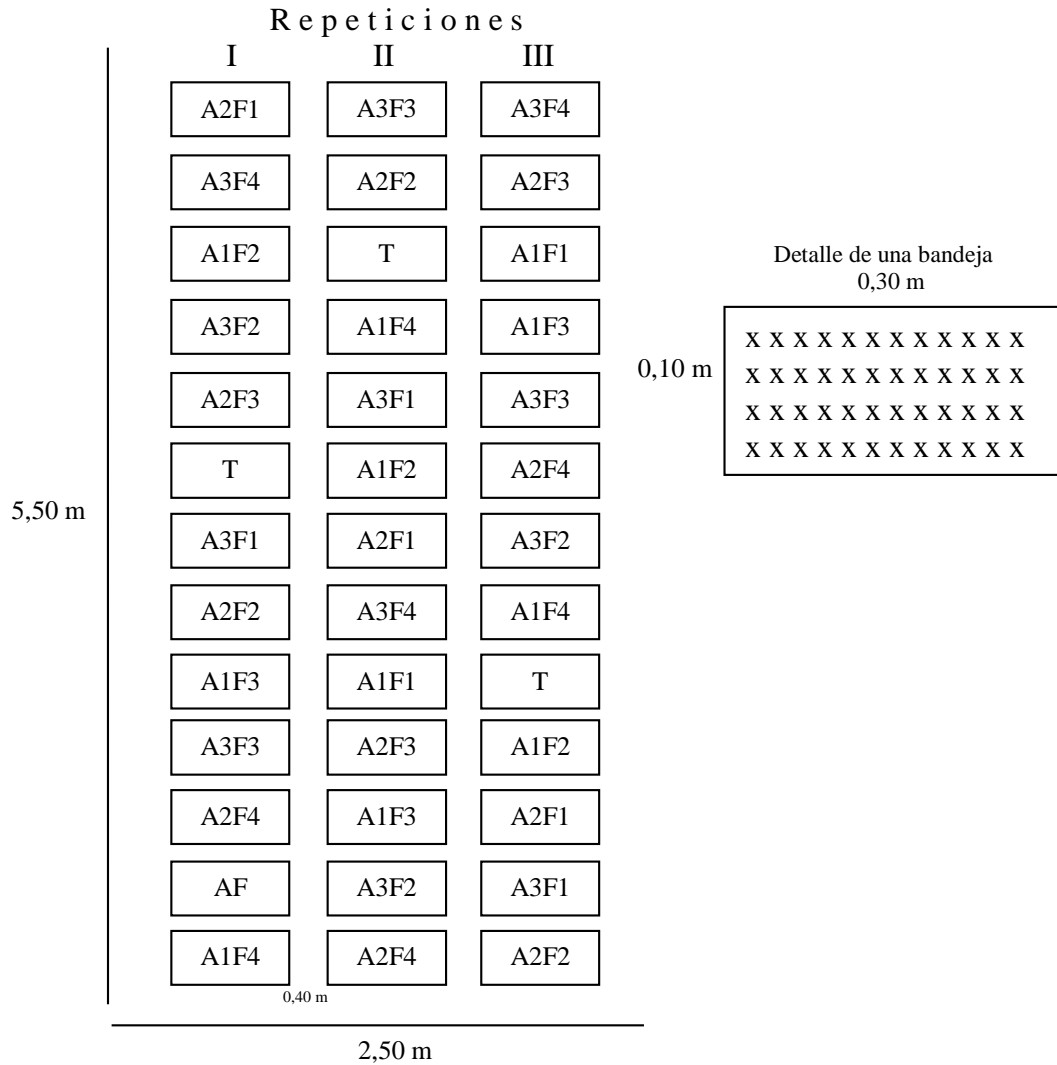 R e p e t i c i o n e s
I II III
A2F1 A3F3 A3F4
A3F4 A2F2 A2F3
A1F2 T A1F1
A3F2 A1F4 A1F3
A2F3 A3F1 A3F3
T A1F2 A2F4
A3F1 A2F1 A3F2
A2F2 A3F4 A1F4
A1F3 A1F1 T
A3F3 A2F3 A1F2
A2F4 A1F3 A2F1
AF A3F2 A3F1
A1F4 A2F4 A2F2
5,50 m
0,40 m
2,50 m
Detalle de una bandeja
0,30 m
0,10 m
x x x x x x x x x x x x
x x x x x x x x x x x x
x x x x x x x x x x x x
x x x x x x x x x x x x